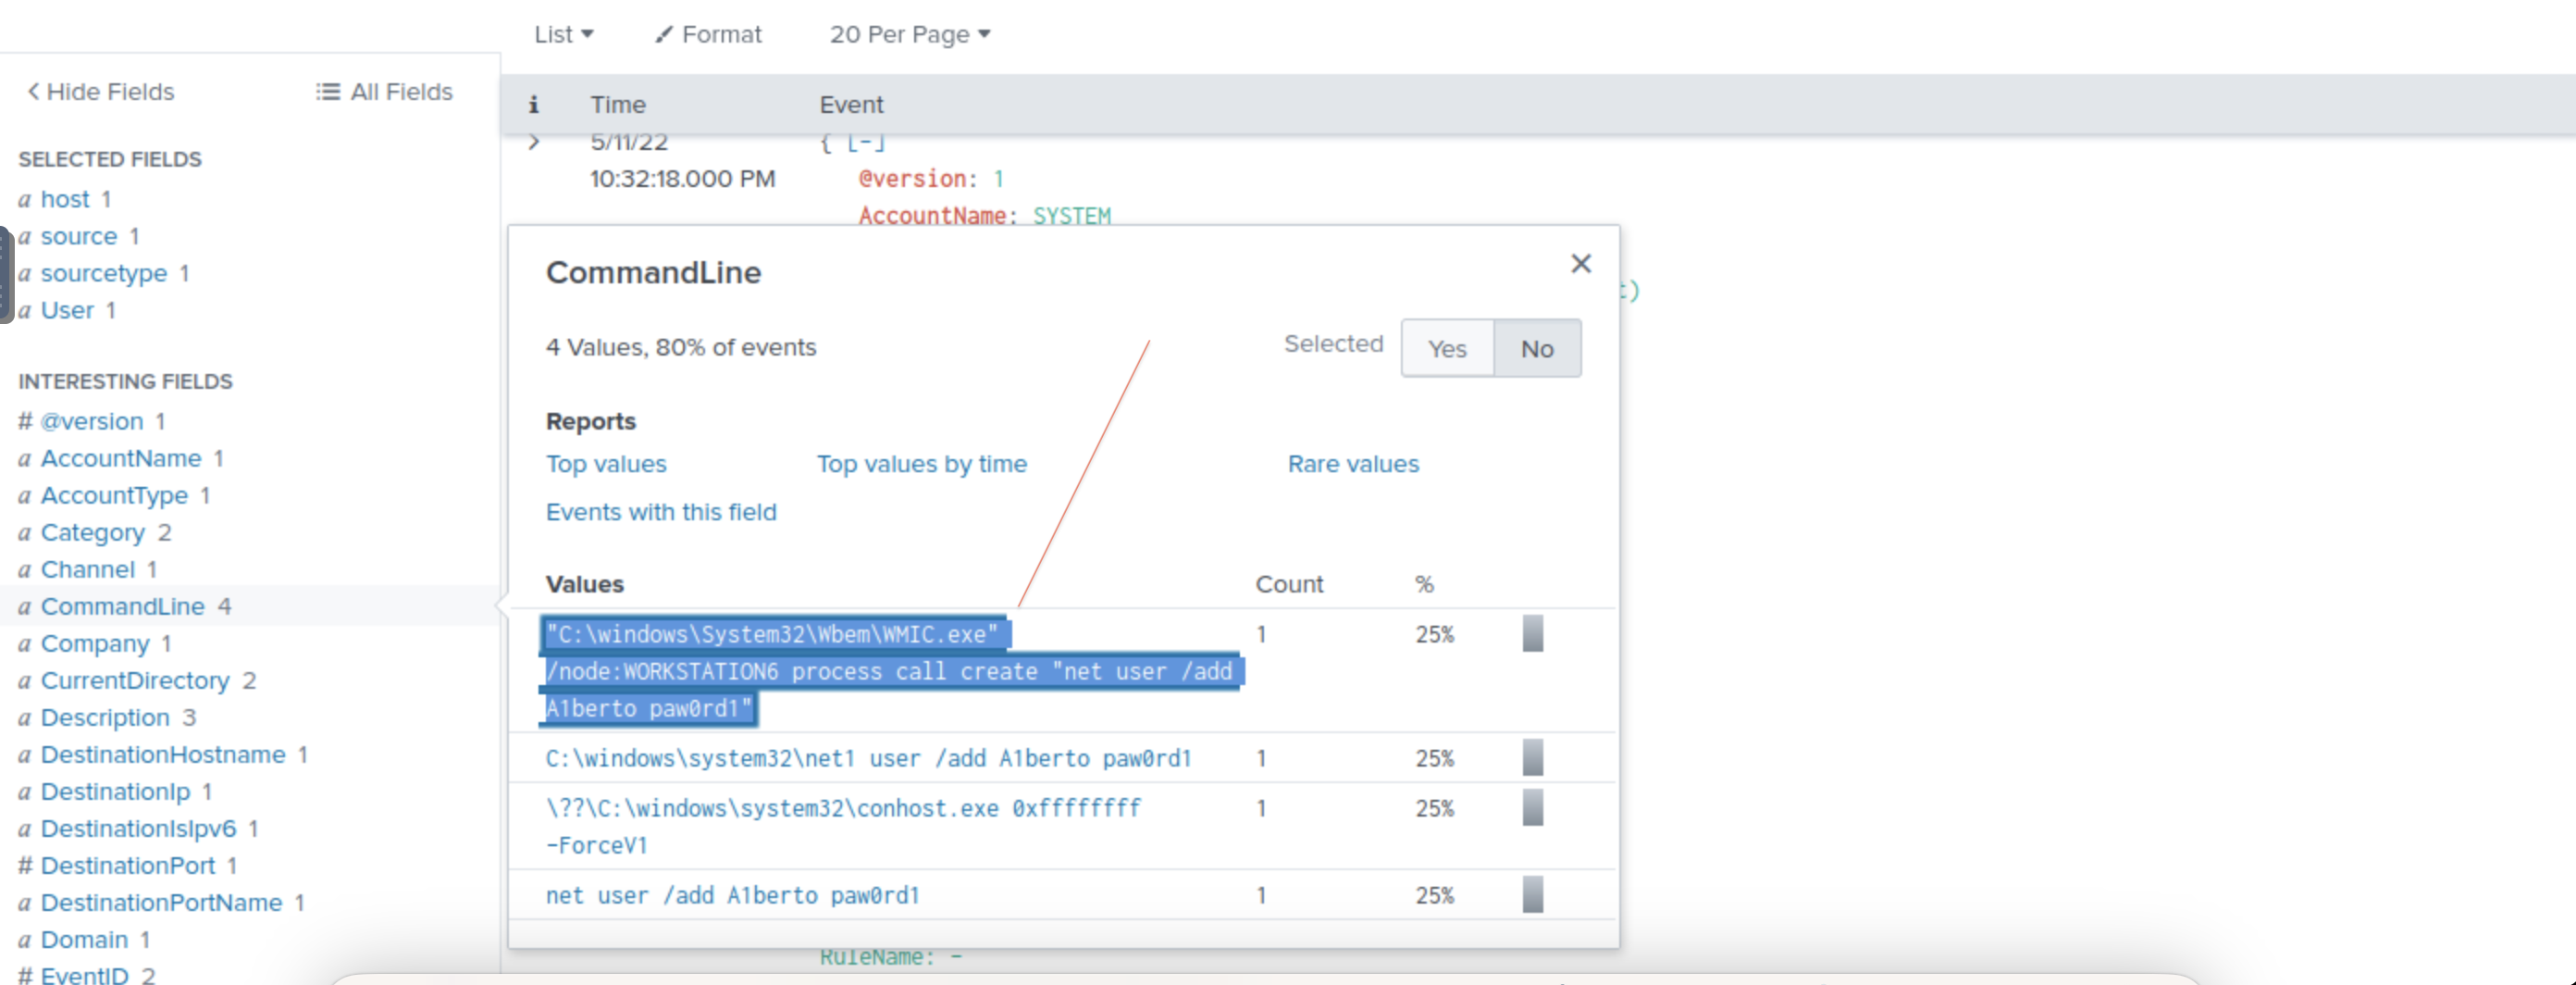 List
Format
20 Per Page
Hide Fields
All Fields
i Time Event
SELECTED FIELDS
a host 1
a source 1
a sourcetype 1
a User 1
INTERESTING FIELDS
# @version 1
a AccountName 1
a AccountType 1
a Category 2
a Channel 1
a CommandLine 4
a Company 1
a CurrentDirectory 2
a Description 3
a DestinationHostname 1
a DestinationIp 1
a DestinationIsIpv6 1
# DestinationPort 1
a DestinationPortName 1
a Domain 1
# EventID 2
> 5/11/22 { [-]
10:32:18.000 PM @version: 1
AccountName: SYSTEM
CommandLine
4 Values, 80% of events
Selected Yes No
Reports
Top values Top values by time Rare values
Events with this field
Values Count %
"C:\windows\System32\Wbem\WMIC.exe" 1 25%
/node:WORKSTATION6 process call create "net user /add
A1berto paw0rd1"
C:\windows\system32\net1 user /add A1berto paw0rd1 1 25%
\??\C:\windows\system32\conhost.exe 0xffffffff 1 25%
-ForceV1
net user /add A1berto paw0rd1 1 25%
RuleName: -